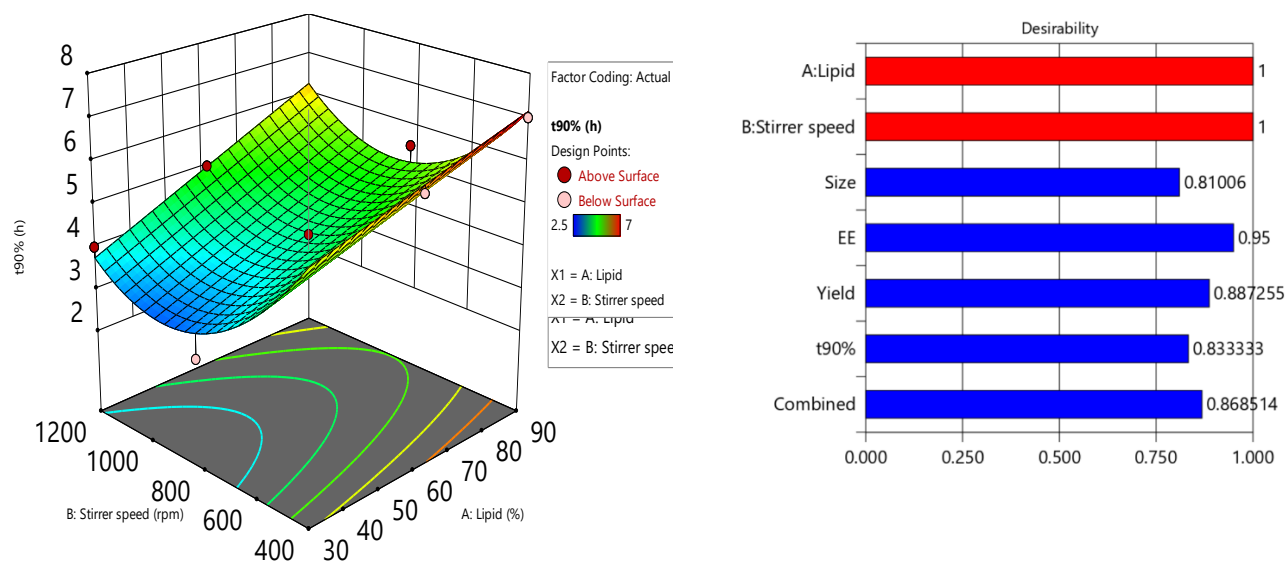 8
7
6
5
4
3
2
t90% (h)
1200
1000
800
600
400
B: Stirrer speed (rpm)
30
40
50
60
70
80
90
A: Lipid (%)
Factor Coding: Actual
t90% (h)
Design Points:
Above Surface
Below Surface
2.5 7
X1 = A: Lipid
X2 = B: Stirrer speed
X1 = A: Lipid
X2 = B: Stirrer spee
Desirability
A:Lipid 1
B:Stirrer speed 1
Size 0.81006
EE 0.95
Yield 0.887255
t90% 0.833333
Combined 0.868514
0.000 0.250 0.500 0.750 1.000